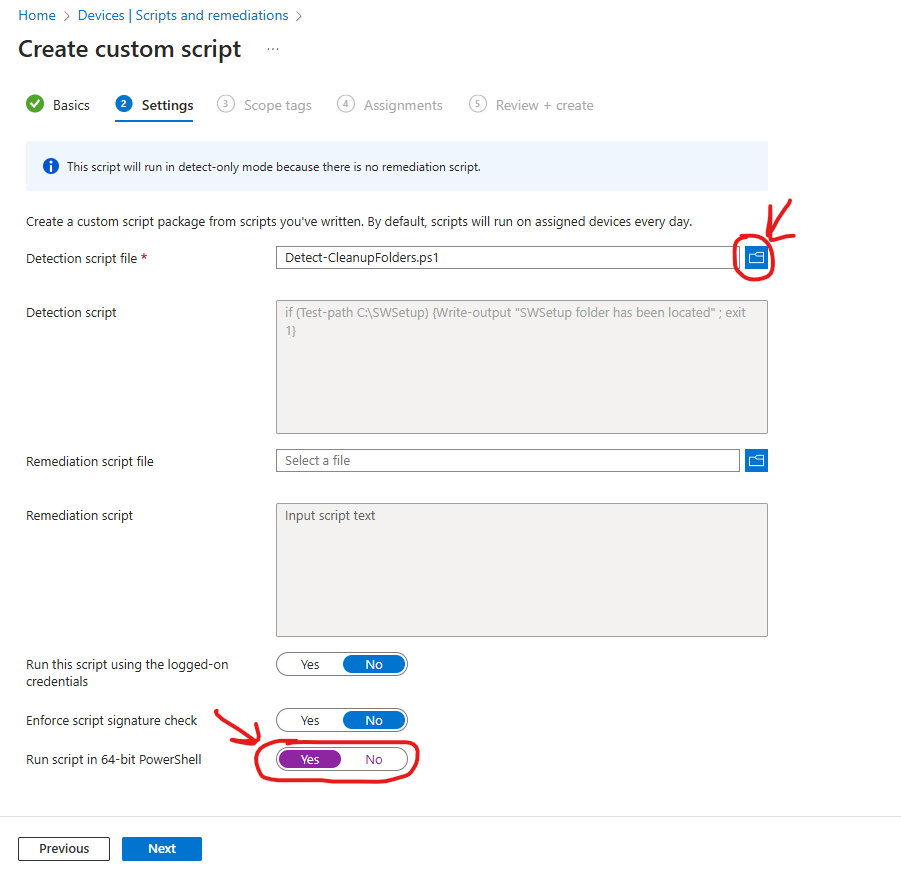 Home > Devices | Scripts and remediations >
Create custom script ...
Basics 2 Settings 3 Scope tags 4 Assignments 5 Review + create
This script will run in detect-only mode because there is no remediation script.
Create a custom script package from scripts you've written. By default, scripts will run on assigned devices every day.
Detection script file * Detect-CleanupFolders.ps1
Detection script if (Test-path C:\SWSetup) {Write-output "SWSetup folder has been located" ; exit
1}
Remediation script file Select a file
Remediation script Input script text
Run this script using the logged-on
credentials Yes No
Enforce script signature check Yes No
Run script in 64-bit PowerShell Yes No
Previous Next